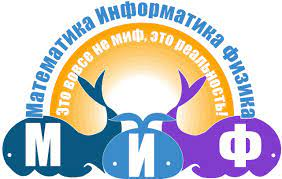 Математика Информатика физика
Это вовсе не миф, это реальность!
М И Ф